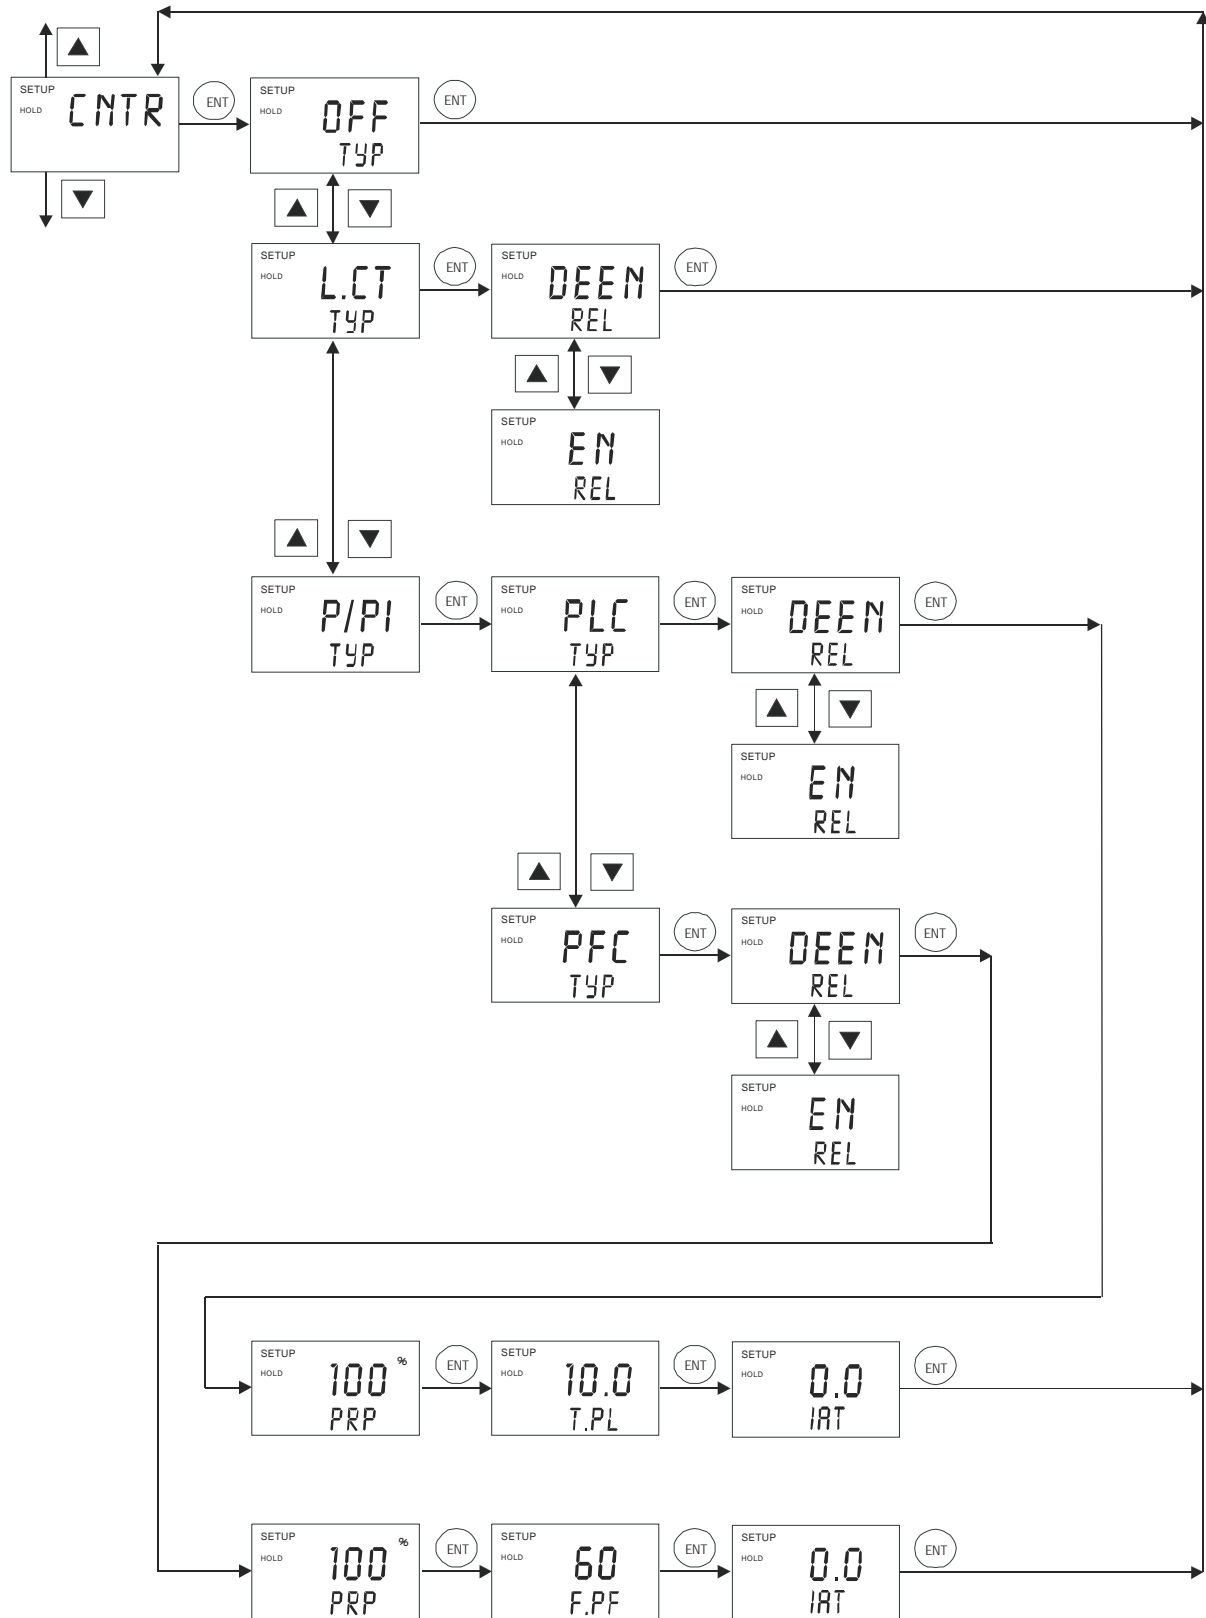 SETUP
HOLD
CNTR
ENT
SETUP
HOLD
OFF
TYP
ENT
SETUP
HOLD
L.CT
TYP
ENT
SETUP
HOLD
DEEN
REL
ENT
SETUP
HOLD
EN
REL
SETUP
HOLD
P/PI
TYP
ENT
SETUP
HOLD
PLC
TYP
ENT
SETUP
HOLD
DEEN
REL
ENT
SETUP
HOLD
EN
REL
SETUP
HOLD
PFC
TYP
ENT
SETUP
HOLD
DEEN
REL
ENT
SETUP
HOLD
EN
REL
SETUP
HOLD
100 %
PRP
ENT
SETUP
HOLD
10.0
T.PL
ENT
SETUP
HOLD
0.0
IAT
ENT
SETUP
HOLD
100 %
PRP
ENT
SETUP
HOLD
60
F.PF
ENT
SETUP
HOLD
0.0
IAT
ENT